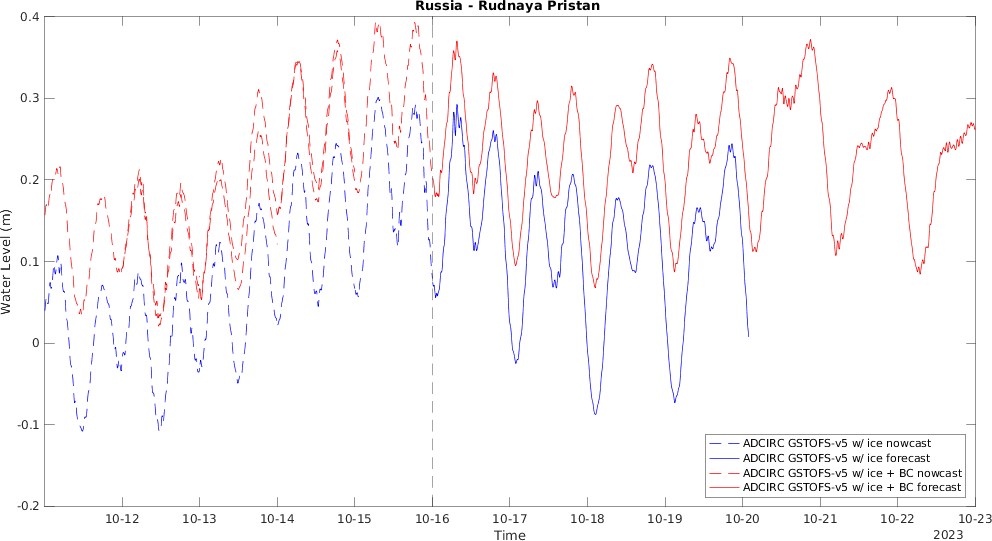 Russia - Rudnaya Pristan
0.4
0.3
0.2
0.1
0
-0.1
-0.2
Water Level (m)
10-12 10-13 10-14 10-15 10-16 10-17 10-18 10-19 10-20 10-21 10-22 10-23
Time
2023
ADCIRC GSTOFS-v5 w/ ice nowcast
ADCIRC GSTOFS-v5 w/ ice forecast
ADCIRC GSTOFS-v5 w/ ice + BC nowcast
ADCIRC GSTOFS-v5 w/ ice + BC forecast